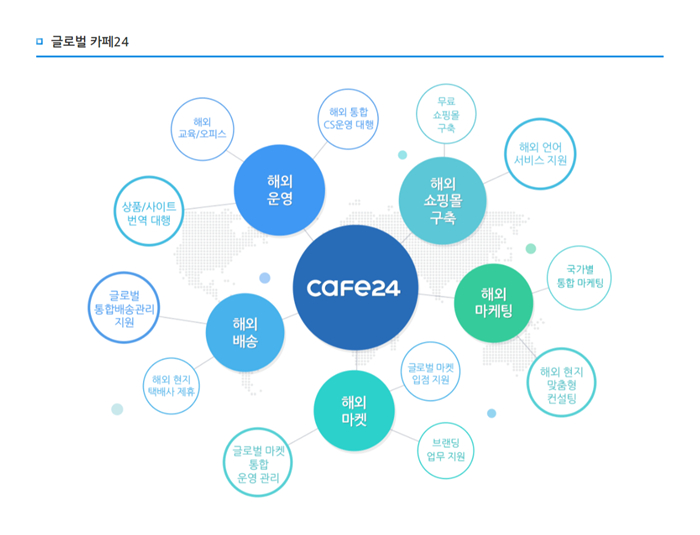 글로벌 카페24
해외
교육/오피스
해외 통합
CS운영 대행
무료
쇼핑몰
구축
해외 언어
서비스 지원
해외
운영
해외
쇼핑몰
구축
상품/사이트
번역 대행
cafe24
국가별
통합 마케팅
글로벌
통합배송관리
지원
해외
배송
해외
마케팅
해외 현지
택배사 제휴
글로벌 마켓
입점 지원
해외 현지
맞춤형
컨설팅
해외
마켓
글로벌 마켓
통합
운영 관리
브랜딩
업무 지원